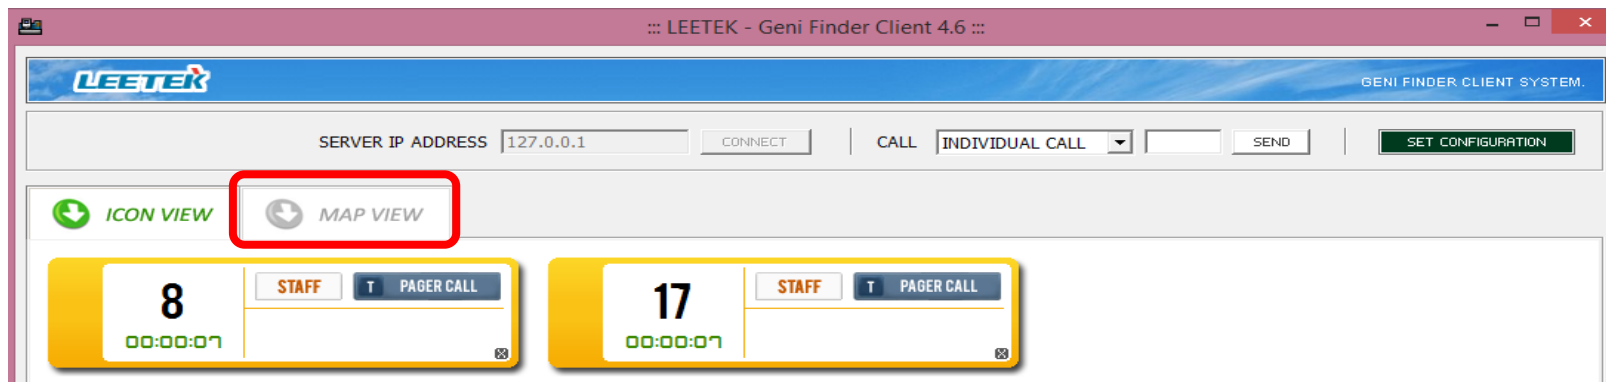 ::: LEETEK - Geni Finder Client 4.6 :::
LEETEK
GENI FINDER CLIENT SYSTEM.
SERVER IP ADDRESS 127.0.0.1 CONNECT CALL INDIVIDUAL CALL SEND SET CONFIGURATION
ICON VIEW MAP VIEW
8 STAFF T PAGER CALL
00:00:07
17 STAFF T PAGER CALL
00:00:07